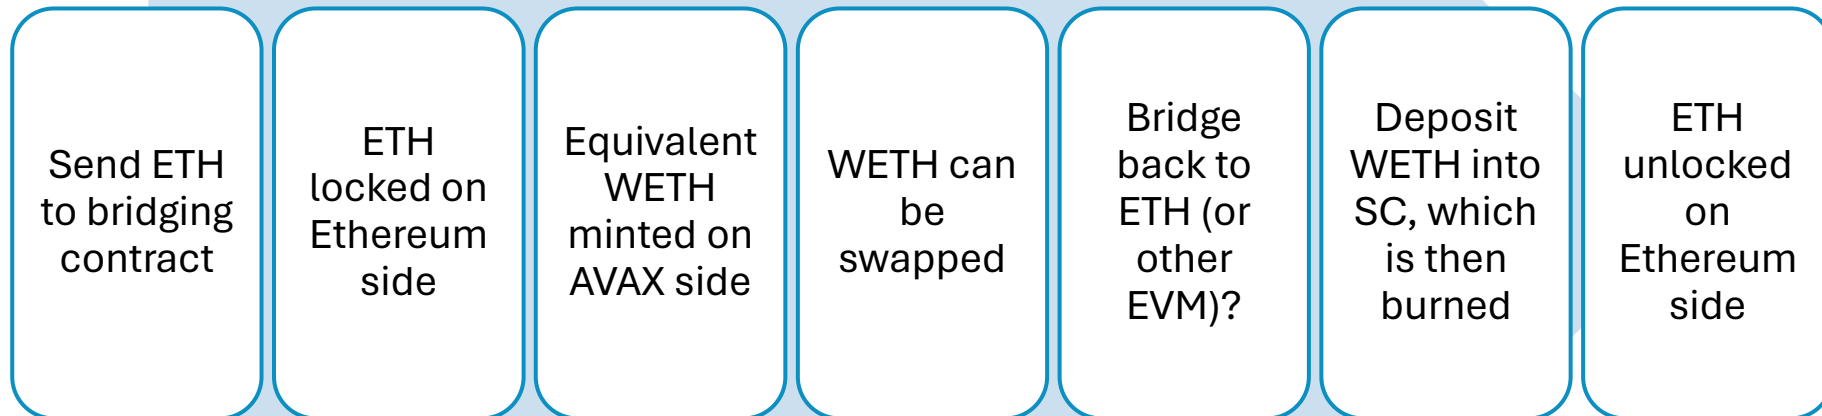 Send ETH
to bridging
contract
ETH
locked on
Ethereum
side
Equivalent
WETH
minted on
AVAX side
WETH can
be
swapped
Bridge
back to
ETH (or
other
EVM)?
Deposit
WETH into
SC, which
is then
burned
ETH
unlocked
on
Ethereum
side